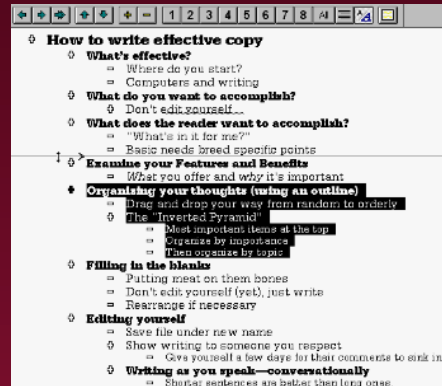 1 2 3 4 5 6 7 8 All
How to write effective copy
What's effective?
Where do you start?
Computers and writing
What do you want to accomplish?
Don't edit yourself...
What does the reader want to accomplish?
"What's in it for me?"
Basic needs breed specific points
Examine your Features and Benefits
What you offer and why it's important
Organizing your thoughts (using an outline)
Drag and drop your way from random to orderly
The "Inverted Pyramid"
Most important items at the top
Organize by importance
Then organize by topic
Filling in the blanks
Putting meat on them bones
Don't edit yourself (yet), just write
Rearrange if necessary
Editing yourself
Save file under new name
Show writing to someone you respect
Give yourself a few days for their comments to sink in
Writing as you speak—conversationally
Shorter sentences are better than long ones